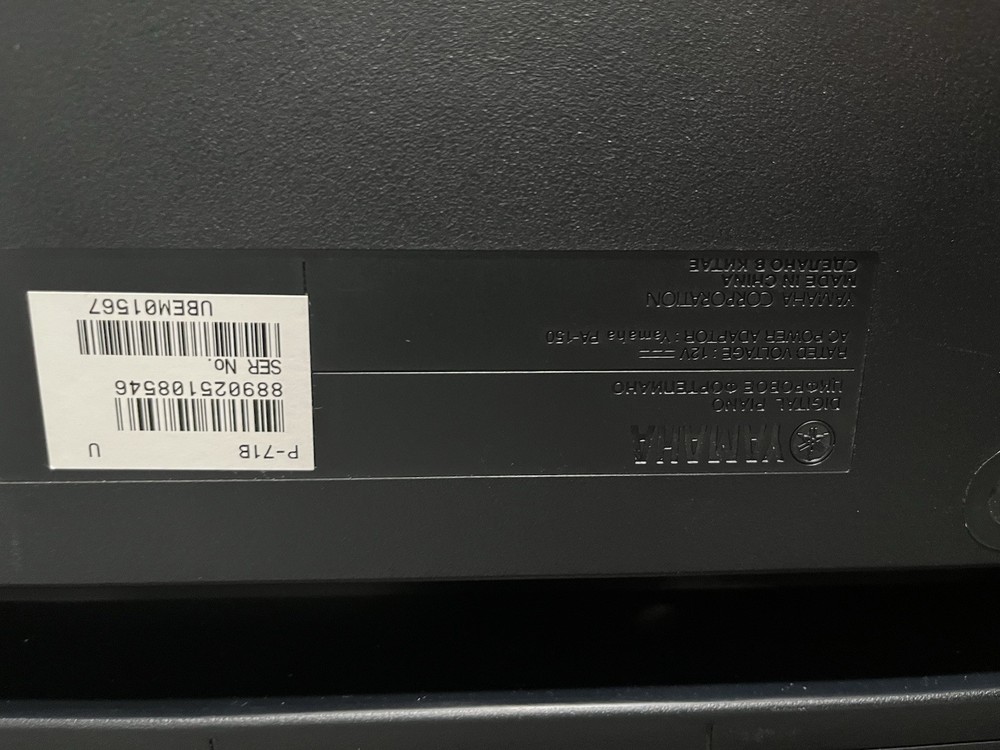 YAMAHA
DIGITAL PIANO
ЦИФРОВОЕ ФОРТЕПИАНО
RATED VOLTAGE : 12V
AC POWER ADAPTOR : Yamaha PA-150
YAMAHA CORPORATION
MADE IN CHINA
СДЕЛАНО В КИТАЕ
P-71B U
889025108546
SER No.
UBEM01567